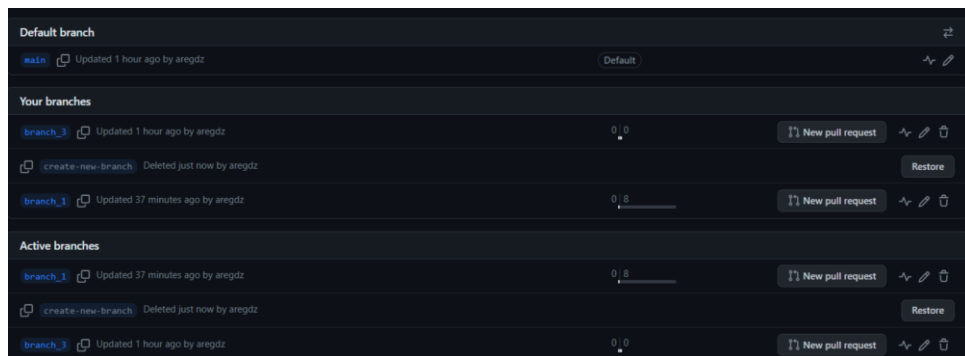 Default branch
main Updated 1 hour ago by aregdz Default
Your branches
branch_3 Updated 1 hour ago by aregdz 0 0 New pull request
create-new-branch Deleted just now by aregdz Restore
branch_1 Updated 37 minutes ago by aregdz 0 8 New pull request
Active branches
branch_1 Updated 37 minutes ago by aregdz 0 8 New pull request
create-new-branch Deleted just now by aregdz Restore
branch_3 Updated 1 hour ago by aregdz 0 0 New pull request